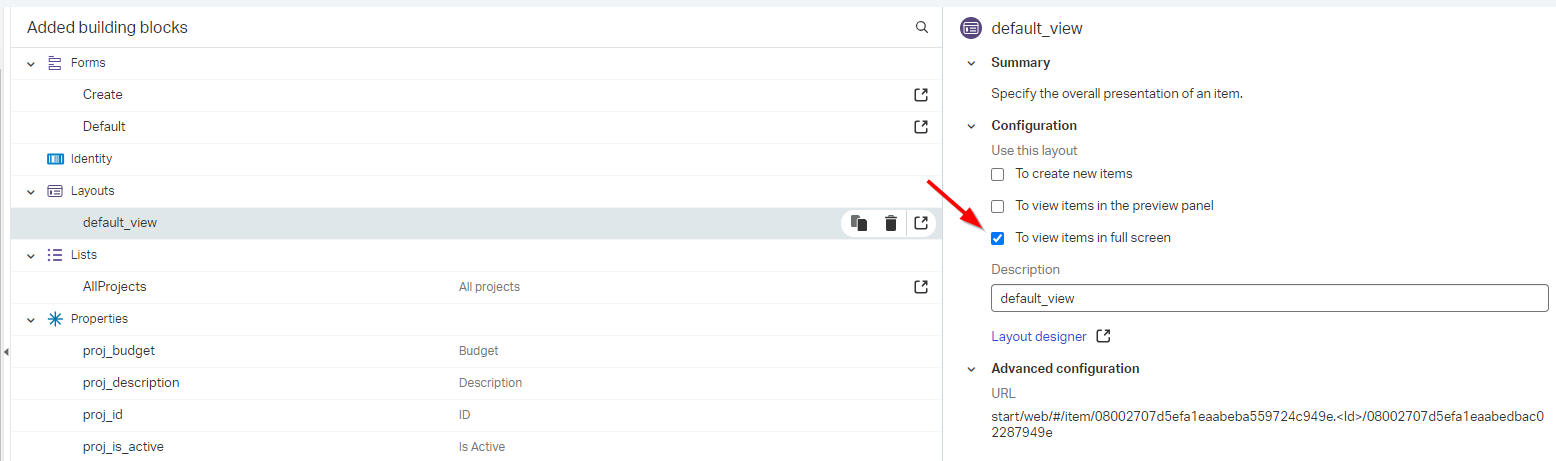 Added building blocks
Forms
Create
Default
Identity
Layouts
default_view
Lists
AllProjects All projects
Properties
proj_budget Budget
proj_description Description
proj_id ID
proj_is_active Is Active
default_view
Summary
Specify the overall presentation of an item.
Configuration
Use this layout
To create new items
To view items in the preview panel
To view items in full screen
Description
default_view
Layout designer
Advanced configuration
URL
start/web/#/item/08002707d5efa1eaabeba559724c949e.<Id>/08002707d5efa1eaabedbac0
2287949e